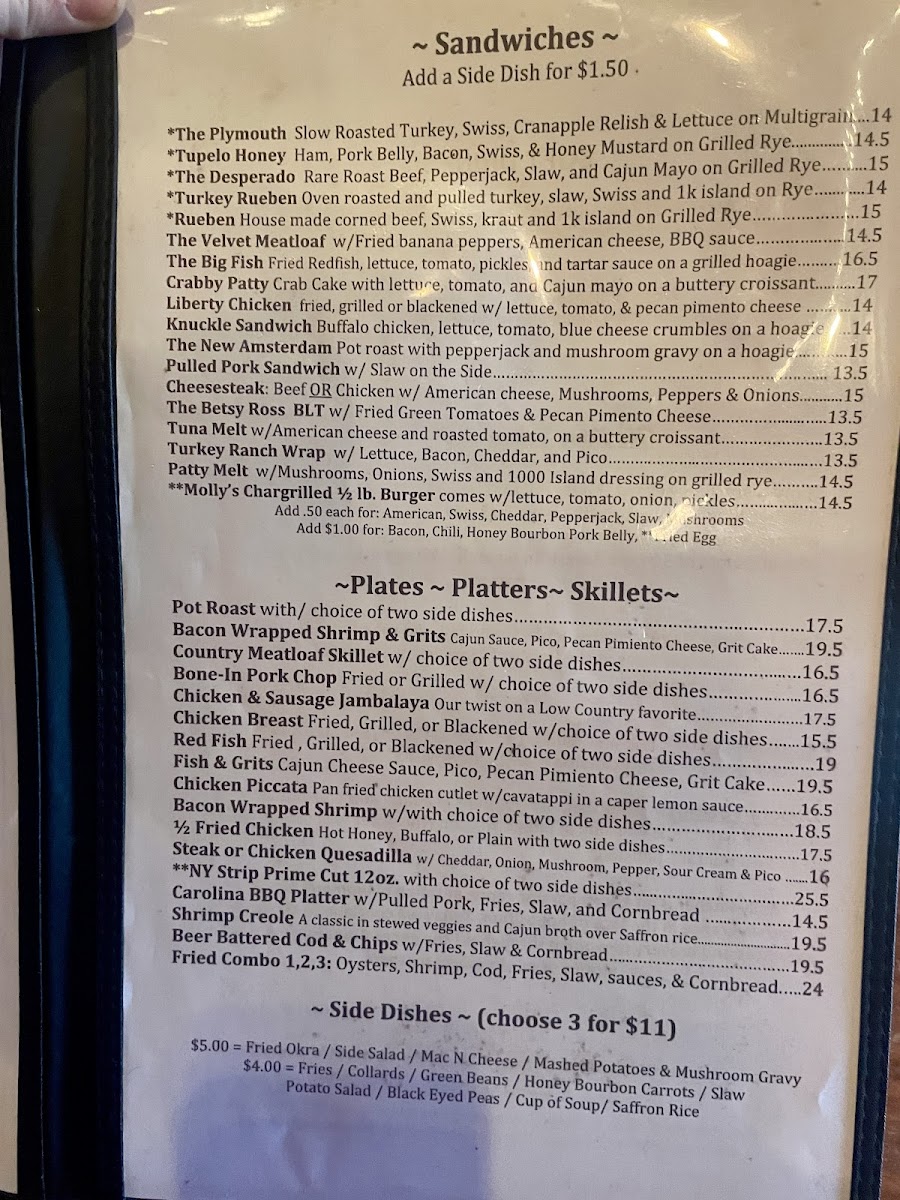 ~ Sandwiches ~
Add a Side Dish for $1.50
*The Plymouth Slow Roasted Turkey, Swiss, Cranapple Relish & Lettuce on Multigrain...14
*Tupelo Honey Ham, Pork Belly, Bacon, Swiss, & Honey Mustard on Grilled Rye..............14.5
*The Desperado Rare Roast Beef, Pepperjack, Slaw, and Cajun Mayo on Grilled Rye..........15
*Turkey Rueben Oven roasted and pulled turkey, slaw, Swiss and 1k island on Rye...........14
*Rueben House made corned beef, Swiss, kraut and 1k island on Grilled Rye.......................15
The Velvet Meatloaf w/Fried banana peppers, American cheese, BBQ sauce...................14.5
The Big Fish Fried Redfish, lettuce, tomato, pickles and tartar sauce on a grilled hoagie.........16.5
Crabby Patty Crab Cake with lettuce, tomato, and Cajun mayo on a buttery croissant.........17
Liberty Chicken fried, grilled or blackened w/ lettuce, tomato, & pecan pimento cheese ..........14
Knuckle Sandwich Buffalo chicken, lettuce, tomato, blue cheese crumbles on a hoagie ....14
The New Amsterdam Pot roast with pepperjack and mushroom gravy on a hoagie...........15
Pulled Pork Sandwich w/ Slaw on the Side........................................................................ 13.5
Cheesesteak: Beef OR Chicken w/ American cheese, Mushrooms, Peppers & Onions..........15
The Betsy Ross BLT w/ Fried Green Tomatoes & Pecan Pimento Cheese.........................13.5
Tuna Melt w/American cheese and roasted tomato, on a buttery croissant......................13.5
Turkey Ranch Wrap w/ Lettuce, Bacon, Cheddar, and Pico..............................................13.5
Patty Melt w/Mushrooms, Onions, Swiss and 1000 Island dressing on grilled rye..........14.5
**Molly's Chargrilled ½ lb. Burger comes w/lettuce, tomato, onion, pickles..................14.5
Add .50 each for: American, Swiss, Cheddar, Pepperjack, Slaw, Mushrooms
Add $1.00 for: Bacon, Chili, Honey Bourbon Pork Belly, **Fried Egg
~Plates ~ Platters~ Skillets~
Pot Roast with/ choice of two side dishes...............................................................17.5
Bacon Wrapped Shrimp & Grits Cajun Sauce, Pico, Pecan Pimiento Cheese, Grit Cake.......19.5
Country Meatloaf Skillet w/ choice of two side dishes.......................................16.5
Bone-In Pork Chop Fried or Grilled w/ choice of two side dishes....................16.5
Chicken & Sausage Jambalaya Our twist on a Low Country favorite.......................17.5
Chicken Breast Fried, Grilled, or Blackened w/choice of two side dishes.......15.5
Red Fish Fried , Grilled, or Blackened w/choice of two side dishes......................19
Fish & Grits Cajun Cheese Sauce, Pico, Pecan Pimiento Cheese, Grit Cake......19.5
Chicken Piccata Pan fried chicken cutlet w/cavatappi in a caper lemon sauce............16.5
Bacon Wrapped Shrimp w/with choice of two side dishes...............................18.5
½ Fried Chicken Hot Honey, Buffalo, or Plain with two side dishes.............................17.5
Steak or Chicken Quesadilla w/ Cheddar, Onion, Mushroom, Pepper, Sour Cream & Pico ......16
**NY Strip Prime Cut 12oz. with choice of two side dishes...................................25.5
Carolina BBQ Platter w/Pulled Pork, Fries, Slaw, and Cornbread ...................14.5
Shrimp Creole A classic in stewed veggies and Cajun broth over Saffron rice...........................19.5
Beer Battered Cod & Chips w/Fries, Slaw & Cornbread.......................................19.5
Fried Combo 1,2,3: Oysters, Shrimp, Cod, Fries, Slaw, sauces, & Cornbread.....24
~ Side Dishes ~ (choose 3 for $11)
$5.00 = Fried Okra / Side Salad / Mac N Cheese / Mashed Potatoes & Mushroom Gravy
$4.00 = Fries / Collards / Green Beans / Honey Bourbon Carrots / Slaw
Potato Salad / Black Eyed Peas / Cup of Soup/ Saffron Rice